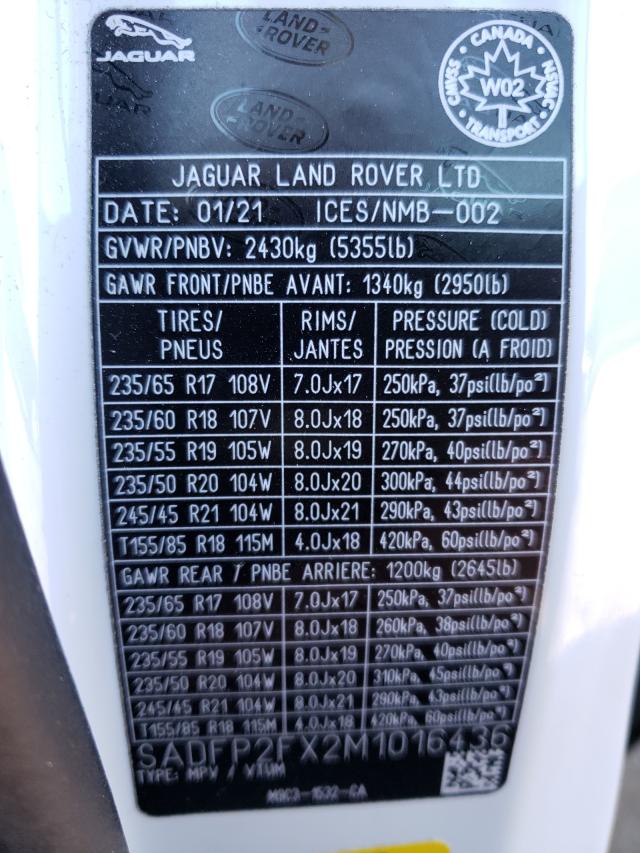 JAGUAR
LAND
ROVER
LAND
ROVER
CANADA
CMVSS
NSVAC
W02
TRANSPORT
JAGUAR LAND ROVER LTD
DATE: 01/21 ICES/NMB-002
GVWR/PNBV: 2430kg (5355lb)
GAWR FRONT/PNBE AVANT: 1340kg (2950lb)
TIRES/ RIMS/ PRESSURE (COLD)
PNEUS JANTES PRESSION (A FROID)
235/65 R17 108V 7.0Jx17 250kPa, 37psi(lb/po²)
235/60 R18 107V 8.0Jx18 250kPa, 37psi(lb/po²)
235/55 R19 105W 8.0Jx19 270kPa, 40psi(lb/po²)
235/50 R20 104W 8.0Jx20 300kPa, 44psi(lb/po²)
245/45 R21 104W 8.0Jx21 290kPa, 43psi(lb/po²)
T155/85 R18 115M 4.0Jx18 420kPa, 60psi(lb/po²)
GAWR REAR / PNBE ARRIERE: 1200kg (2645lb)
235/65 R17 108V 7.0Jx17 250kPa, 37psi(lb/po²)
235/60 R18 107V 8.0Jx18 260kPa, 38psi(lb/po²)
235/55 R19 105W 8.0Jx19 270kPa, 40psi(lb/po²)
235/50 R20 104W 8.0Jx20 310kPa, 45psi(lb/po²)
245/45 R21 104W 8.0Jx21 290kPa, 43psi(lb/po²)
T155/85 R18 115M 4.0Jx18 420kPa, 60psi(lb/po²)
SADFP2FX2M1016436
TYPE: MPV / VTUM
M9C3-1532-CA